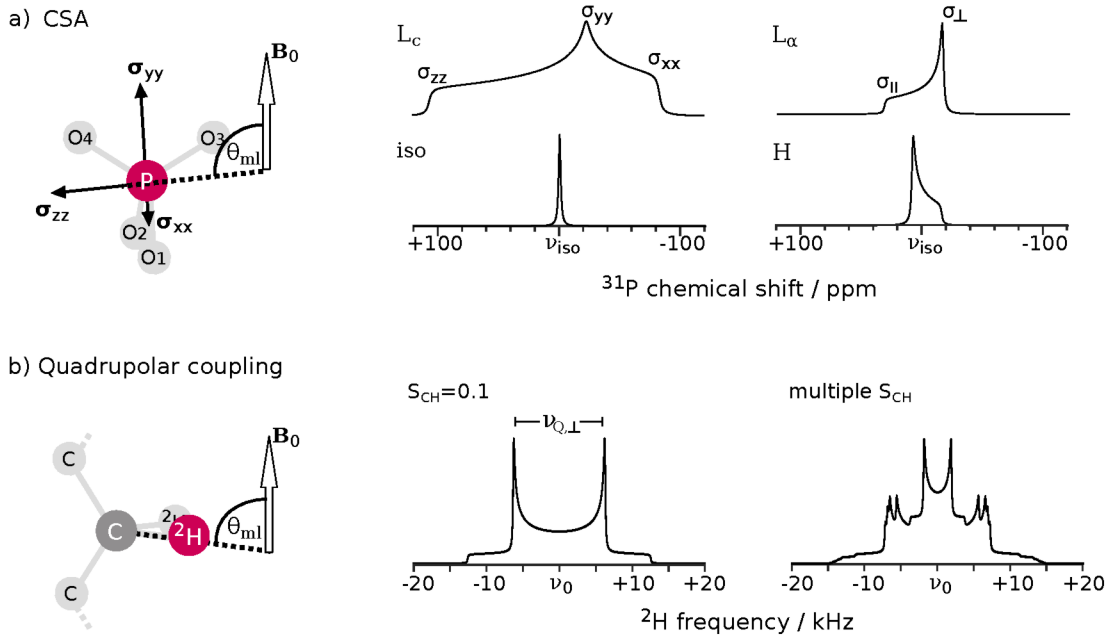 a) CSA
B₀
σyy
O4
O3
θml
P
σzz
σxx
O2
O1
Lc
σzz
σyy
σxx
iso
+100
νiso
-100
Lα
σ||
σ⊥
H
+100
νiso
-100
³¹P chemical shift / ppm
b) Quadrupolar coupling
B₀
C
C
²H
θml
C
SCH=0.1
νQ,⊥
-20
-10
ν₀
+10
+20
multiple SCH
-20
-10
ν₀
+10
+20
²H frequency / kHz